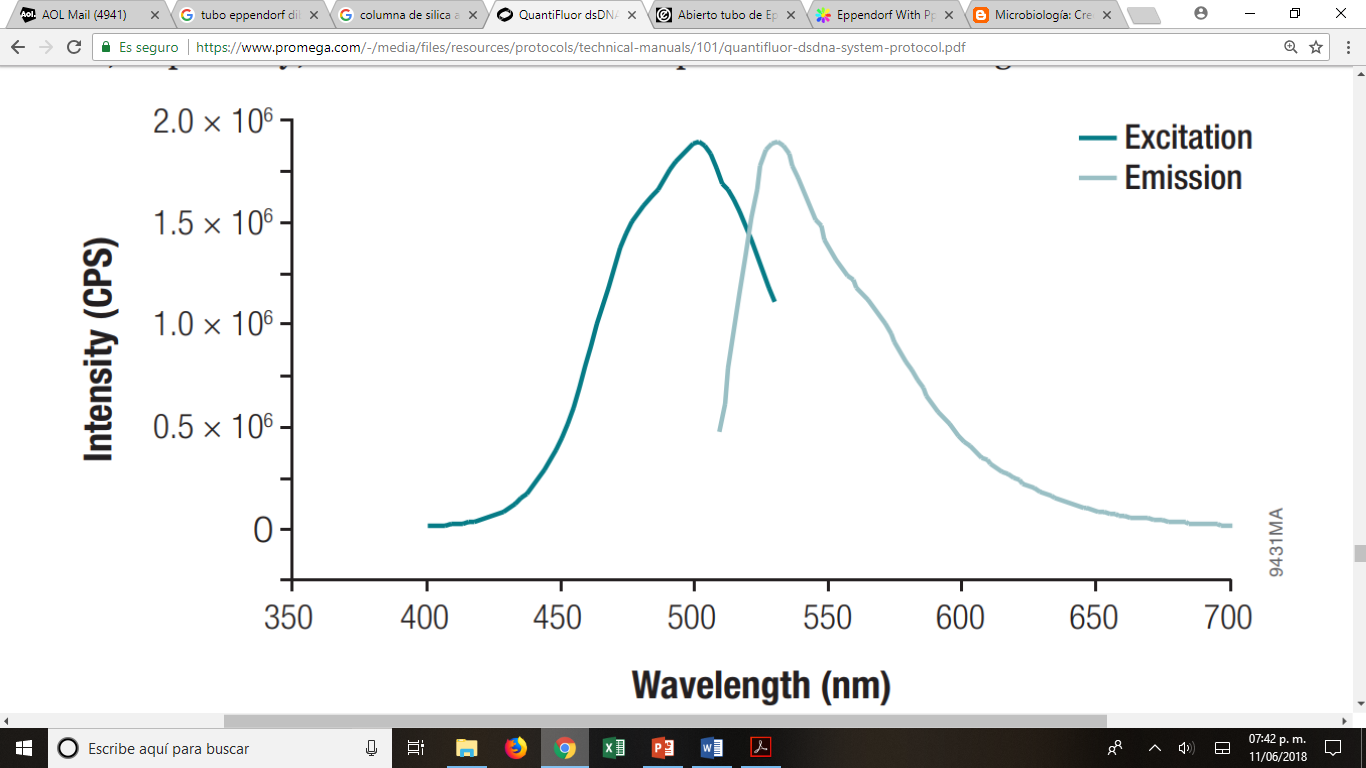 AOL Mail (4941)
tubo eppendorf di
columna de silica a
QuantiFluor dsDNA
Abierto tubo de Ep
Eppendorf With Pp
Microbiología: Cre
Es seguro
https://www.promega.com/-/media/files/resources/protocols/technical-manuals/101/quantifluor-dsdna-system-protocol.pdf
Excitation
Emission
2.0 × 10⁶
1.5 × 10⁶
1.0 × 10⁶
0.5 × 10⁶
0
Intensity (CPS)
350 400 450 500 550 600 650 700
Wavelength (nm)
9431MA
Escribe aquí para buscar
07:42 p. m.
11/06/2018